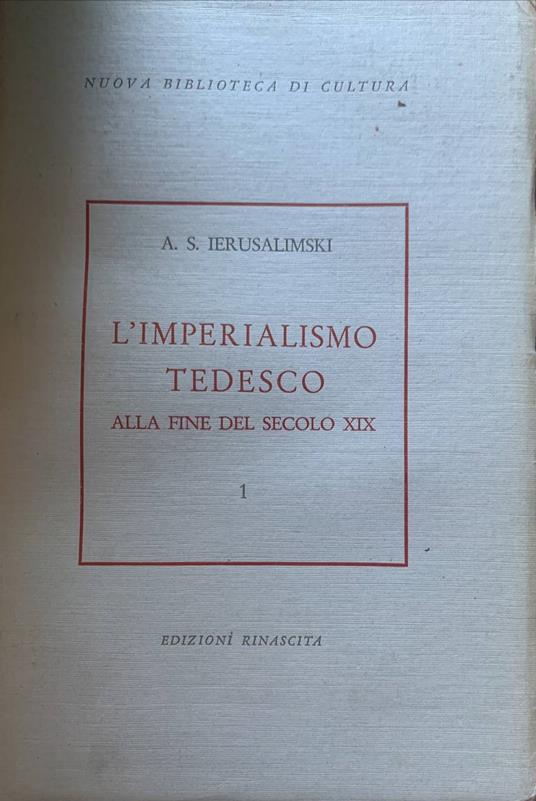 NUOVA BIBLIOTECA DI CULTURA
A. S. IERUSALIMSKI
L'IMPERIALISMO
TEDESCO
ALLA FINE DEL SECOLO XIX
1
EDIZIONI RINASCITA